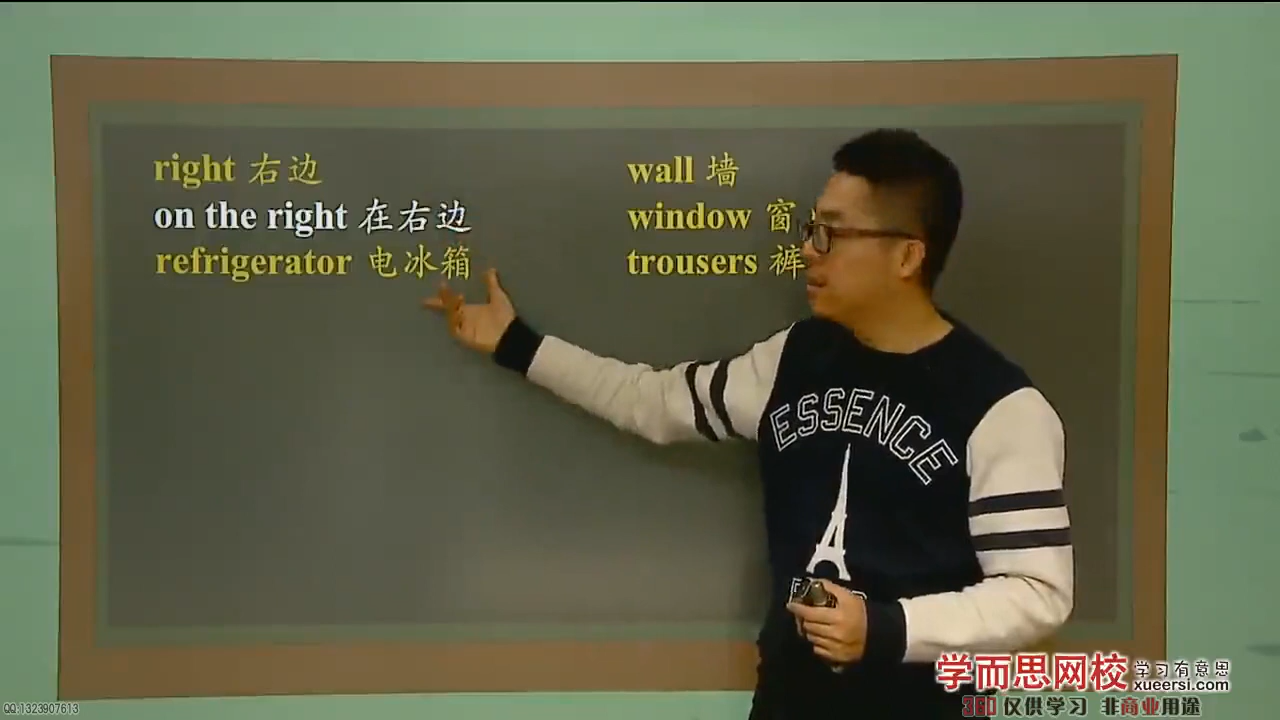 right 右边
on the right 在右边
refrigerator 电冰箱
wall 墙
window 窗
trousers 裤
ESSENCE
学而思网校
学习有意思
xueersi.com
360 仅供学习 非商业用途
QQ:1323907613